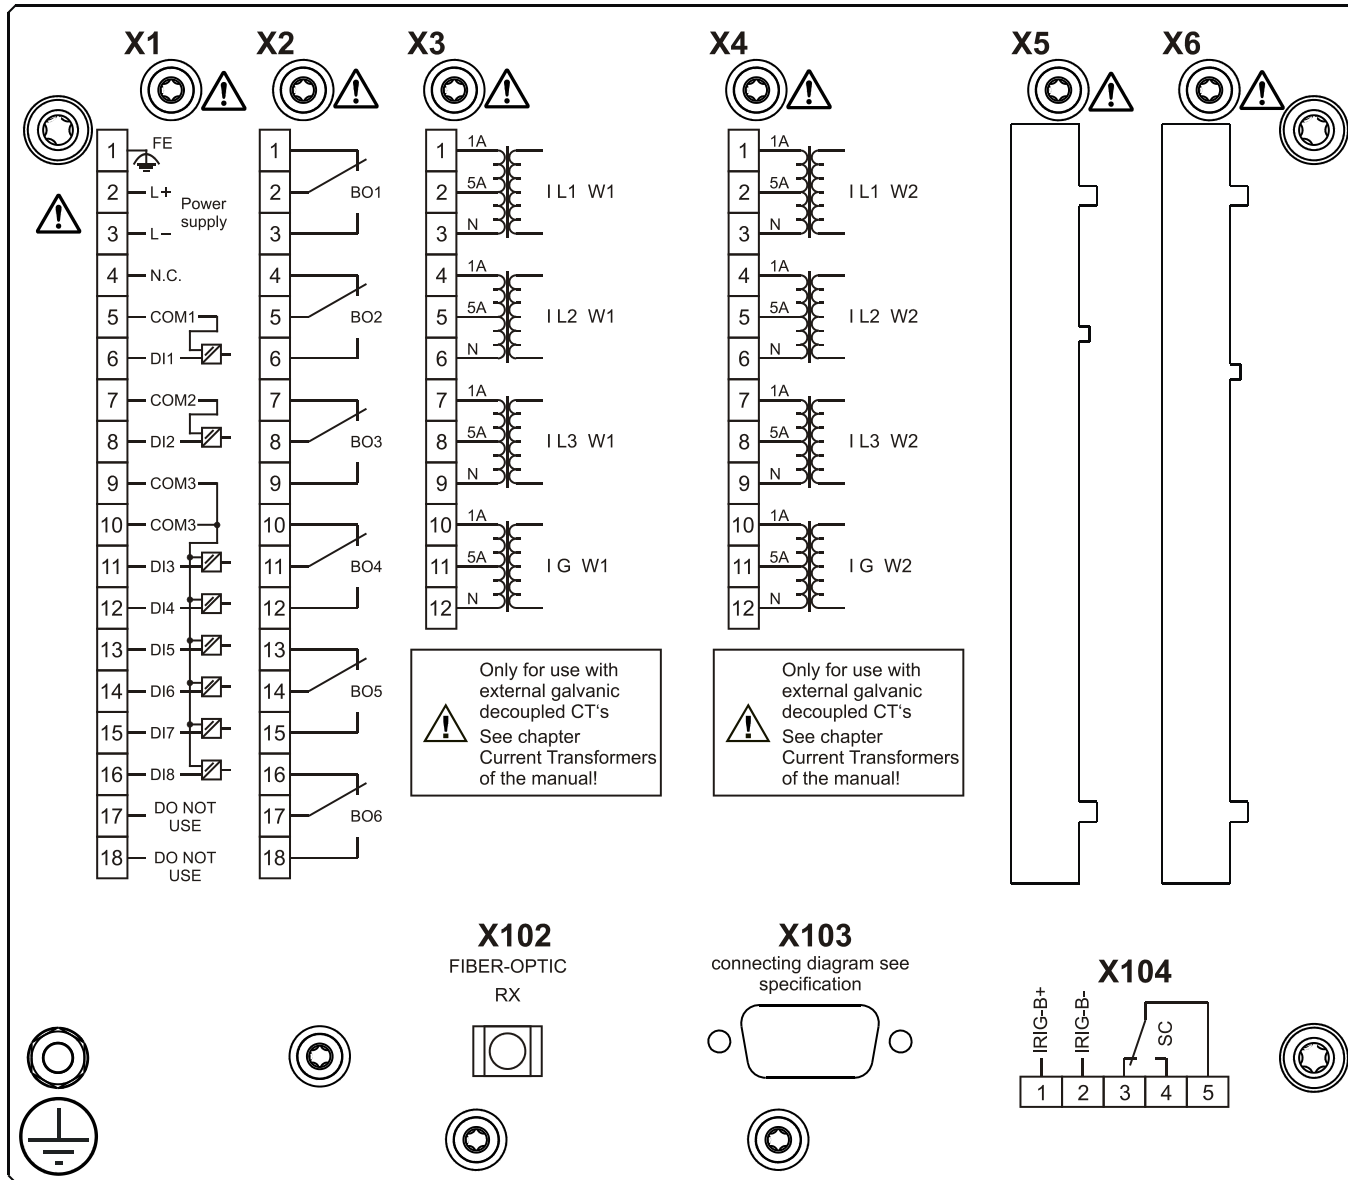 X1 X2 X3 X4 X5 X6
1 FE
2 L+
3 L−
Power
supply
4 N.C.
5 COM1
6 DI1
7 COM2
8 DI2
9 COM3
10 COM3
11 DI3
12 DI4
13 DI5
14 DI6
15 DI7
16 DI8
17 DO NOT
USE
18 DO NOT
USE
1
2 BO1
3
4
5 BO2
6
7
8 BO3
9
10
11 BO4
12
13
14 BO5
15
16
17 BO6
18
1 1A
2 5A I L1 W1
3 N
4 1A
5 5A I L2 W1
6 N
7 1A
8 5A I L3 W1
9 N
10 1A
11 5A I G W1
12 N
Only for use with
external galvanic
decoupled CT‘s
See chapter
Current Transformers
of the manual!
1 1A
2 5A I L1 W2
3 N
4 1A
5 5A I L2 W2
6 N
7 1A
8 5A I L3 W2
9 N
10 1A
11 5A I G W2
12 N
Only for use with
external galvanic
decoupled CT‘s
See chapter
Current Transformers
of the manual!
X102
FIBER-OPTIC
RX
X103
connecting diagram see
specification
X104
IRIG-B+
IRIG-B-
SC
1 2 3 4 5